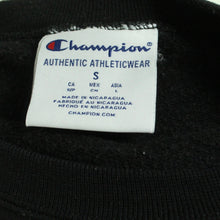 Champion
AUTHENTIC ATHLETICWEAR
S
CA MEX ASIA
S/P CH L
MADE IN NICARAGUA
FABRIQUÉ AU NICARAGUA
HECHO EN NICARAGUA
CHAMPION.COM